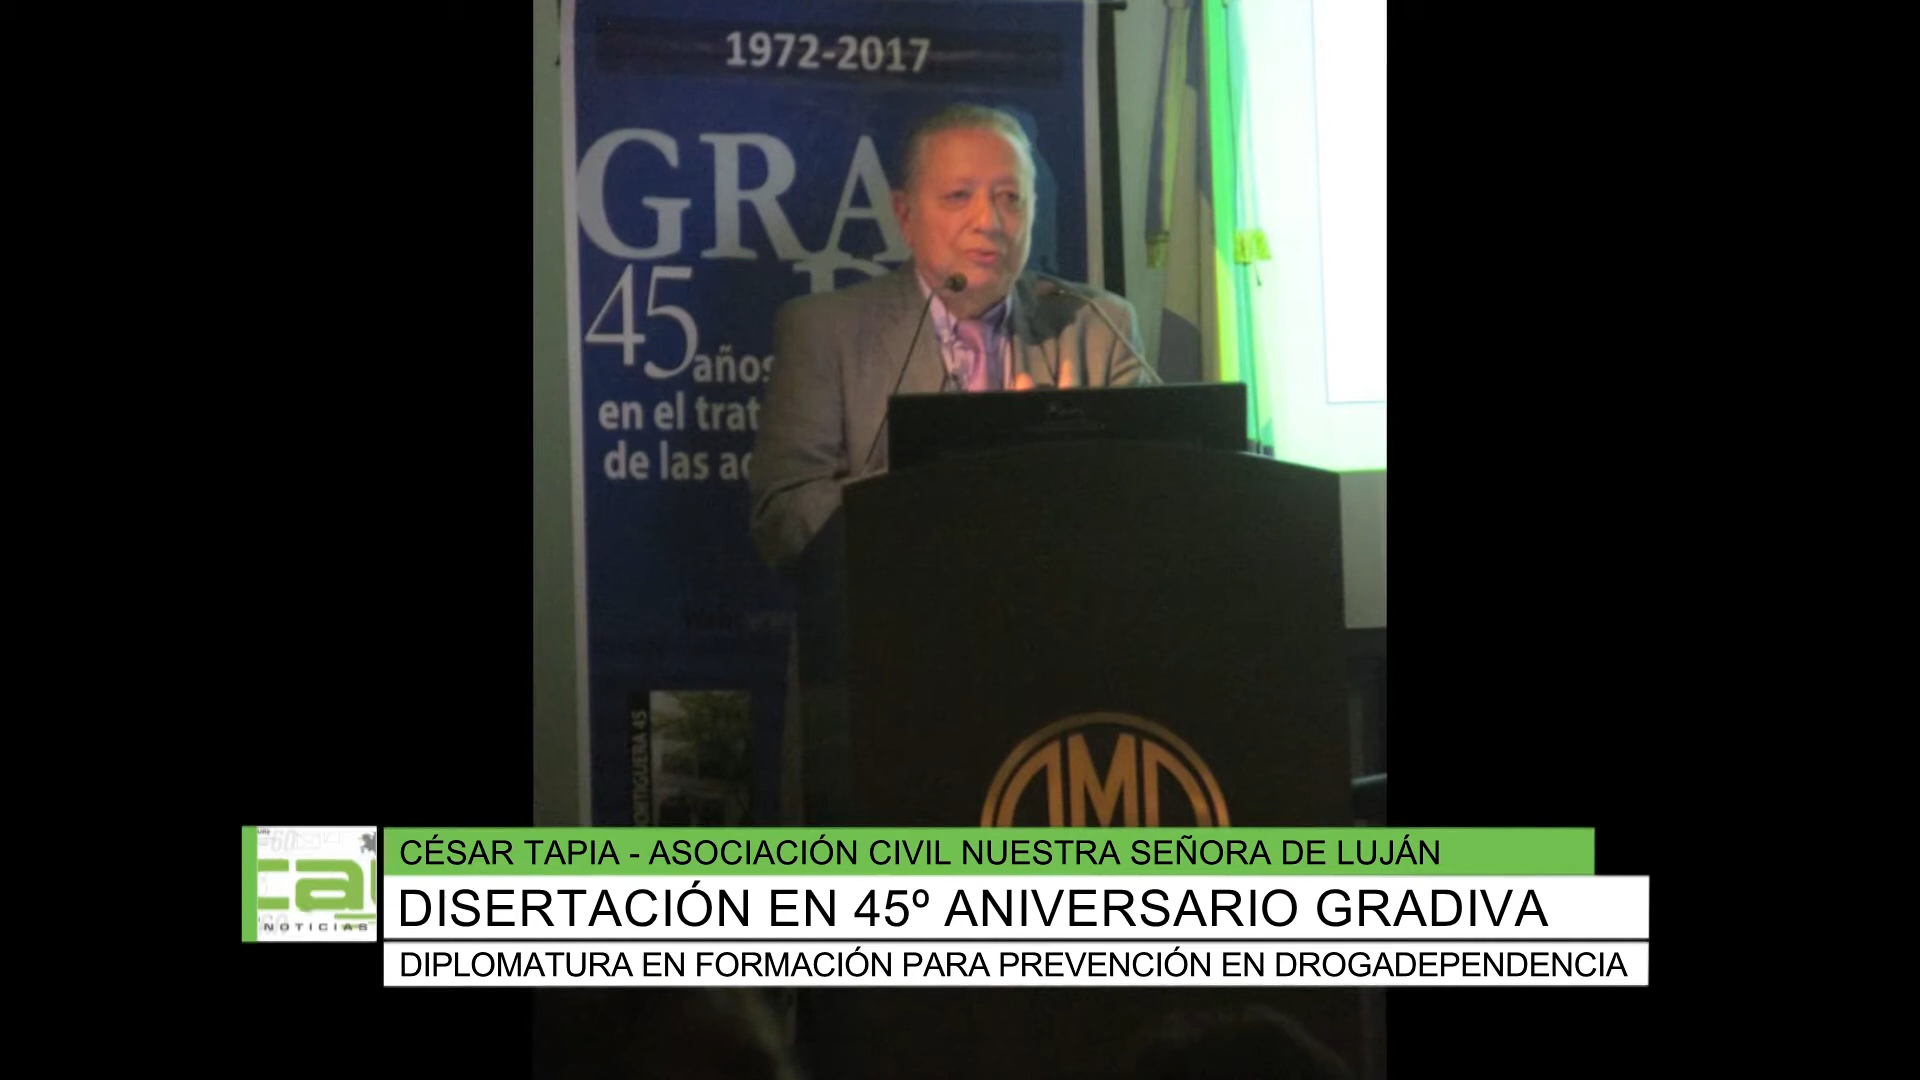 1972-2017
GRA
45
años
en el trat
de las ad
CÉSAR TAPIA - ASOCIACIÓN CIVIL NUESTRA SEÑORA DE LUJÁN
DISERTACIÓN EN 45º ANIVERSARIO GRADIVA
DIPLOMATURA EN FORMACIÓN PARA PREVENCIÓN EN DROGADEPENDENCIA
NOTICIAS